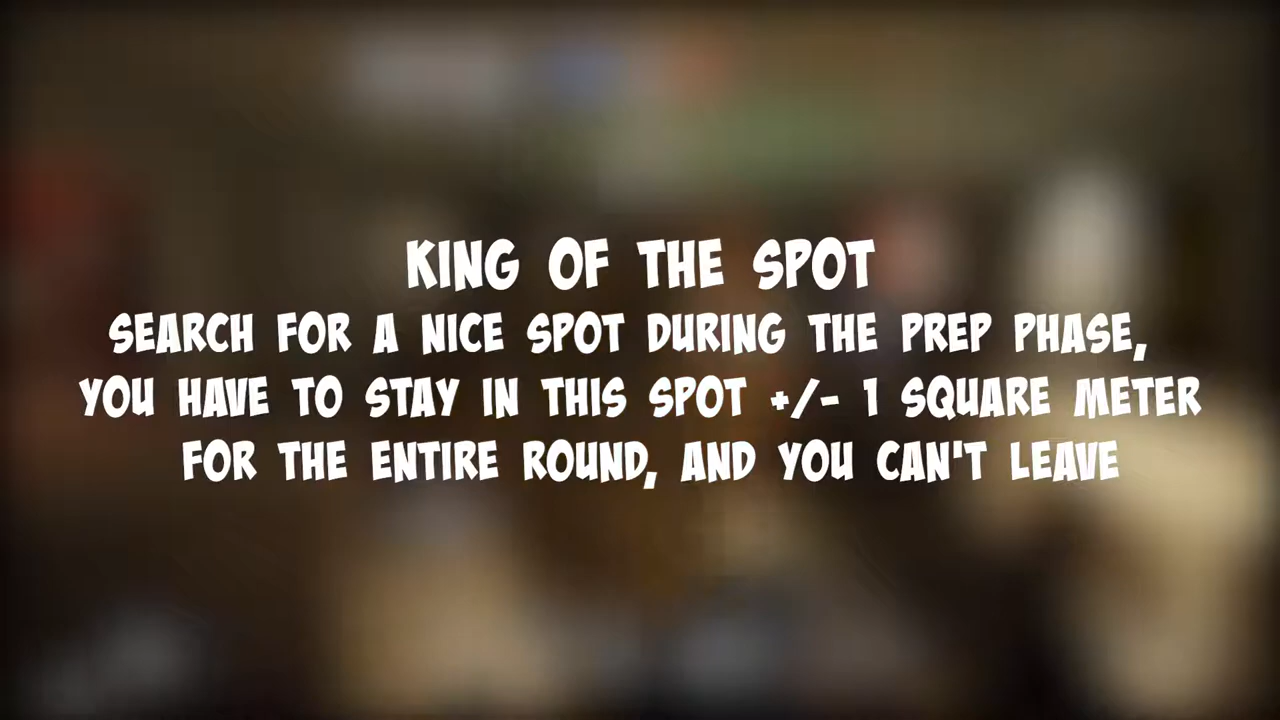 KING OF THE SPOT
SEARCH FOR A NICE SPOT DURING THE PREP PHASE,
YOU HAVE TO STAY IN THIS SPOT +/- 1 SQUARE METER
FOR THE ENTIRE ROUND, AND YOU CAN'T LEAVE